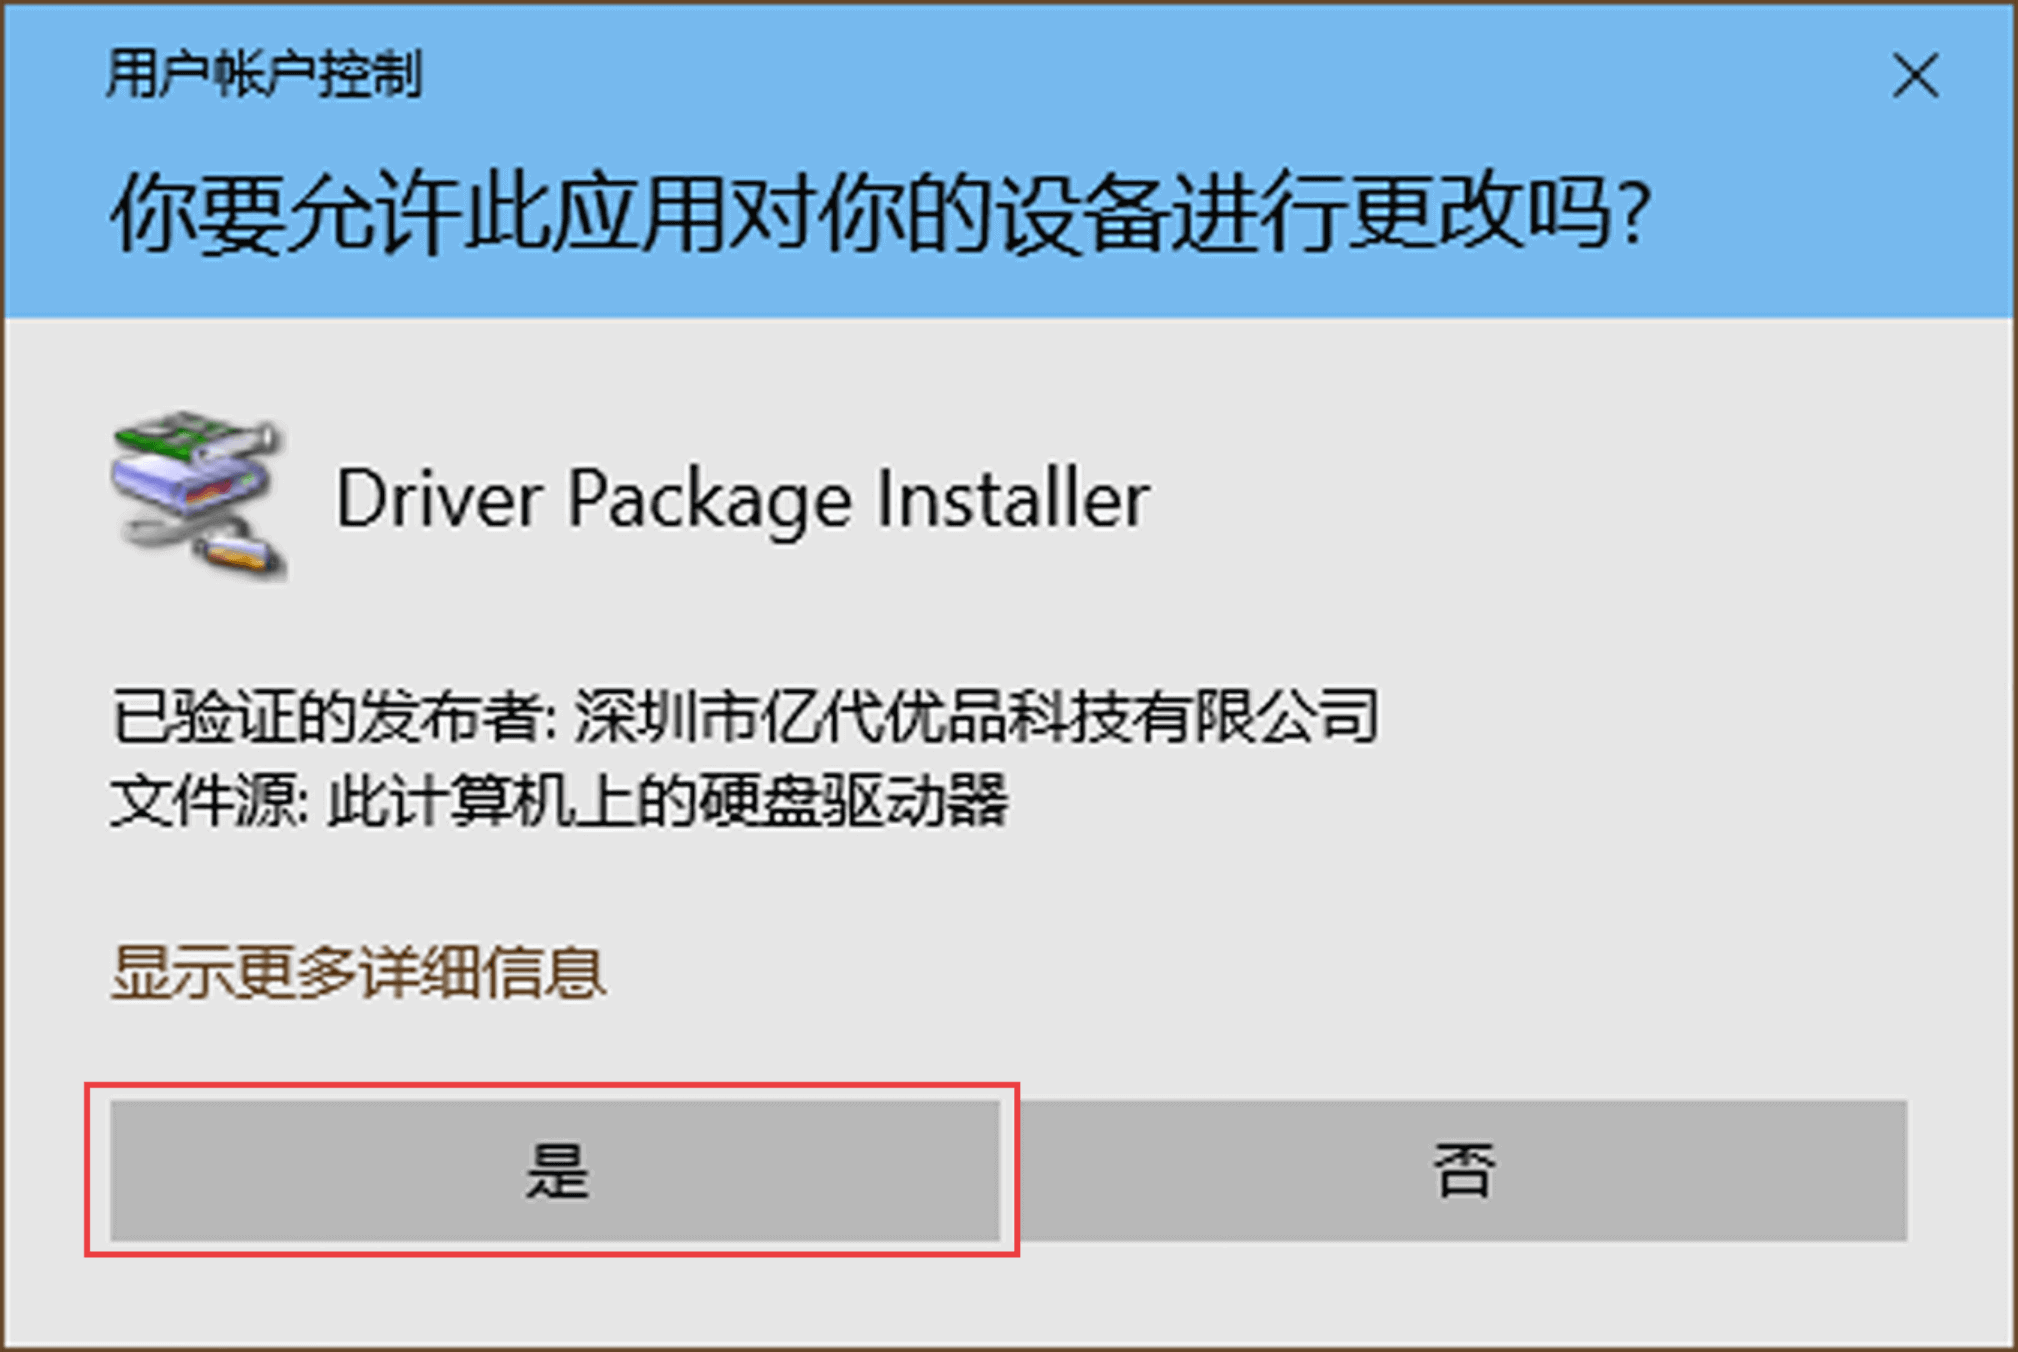 用户帐户控制
你要允许此应用对你的设备进行更改吗?
Driver Package Installer
已验证的发布者: 深圳市亿代优品科技有限公司
文件源: 此计算机上的硬盘驱动器
显示更多详细信息
是
否